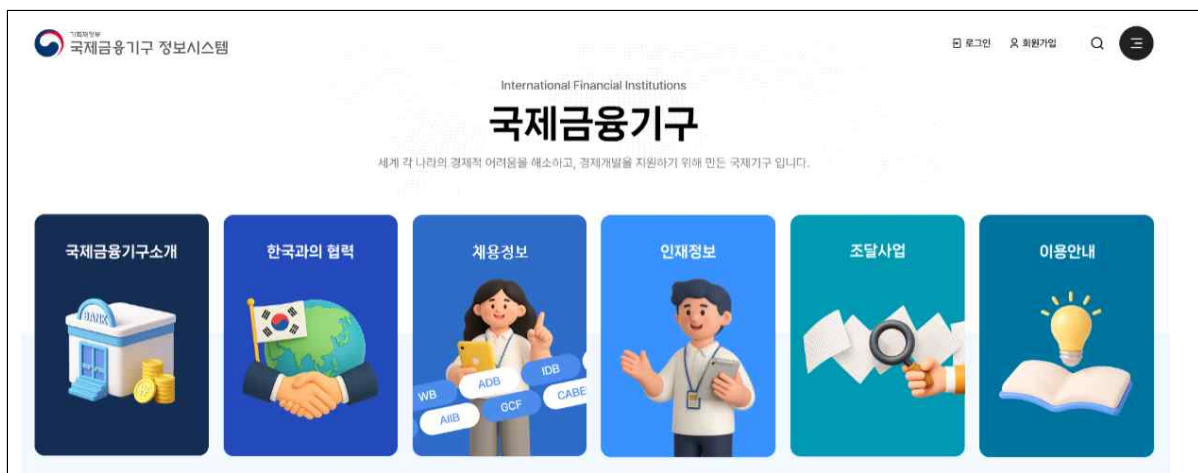 기획재정부
국제금융기구 정보시스템
로그인 회원가입
International Financial Institutions
국제금융기구
세계 각 나라의 경제적 어려움을 해소하고, 경제개발을 지원하기 위해 만든 국제기구 입니다.
국제금융기구소개 한국과의 협력 채용정보 인재정보 조달사업 이용안내
BANK
WB ADB IDB
AIIB GCF CABE